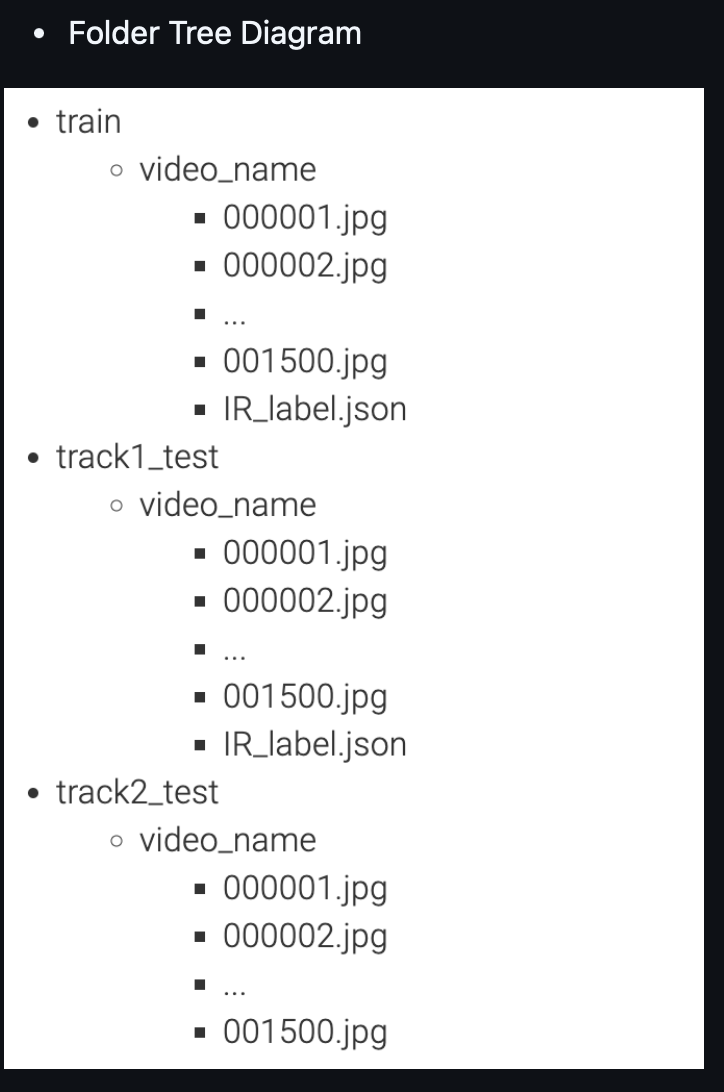 Folder Tree Diagram
train
video_name
000001.jpg
000002.jpg
...
001500.jpg
IR_label.json
track1_test
video_name
000001.jpg
000002.jpg
...
001500.jpg
IR_label.json
track2_test
video_name
000001.jpg
000002.jpg
...
001500.jpg